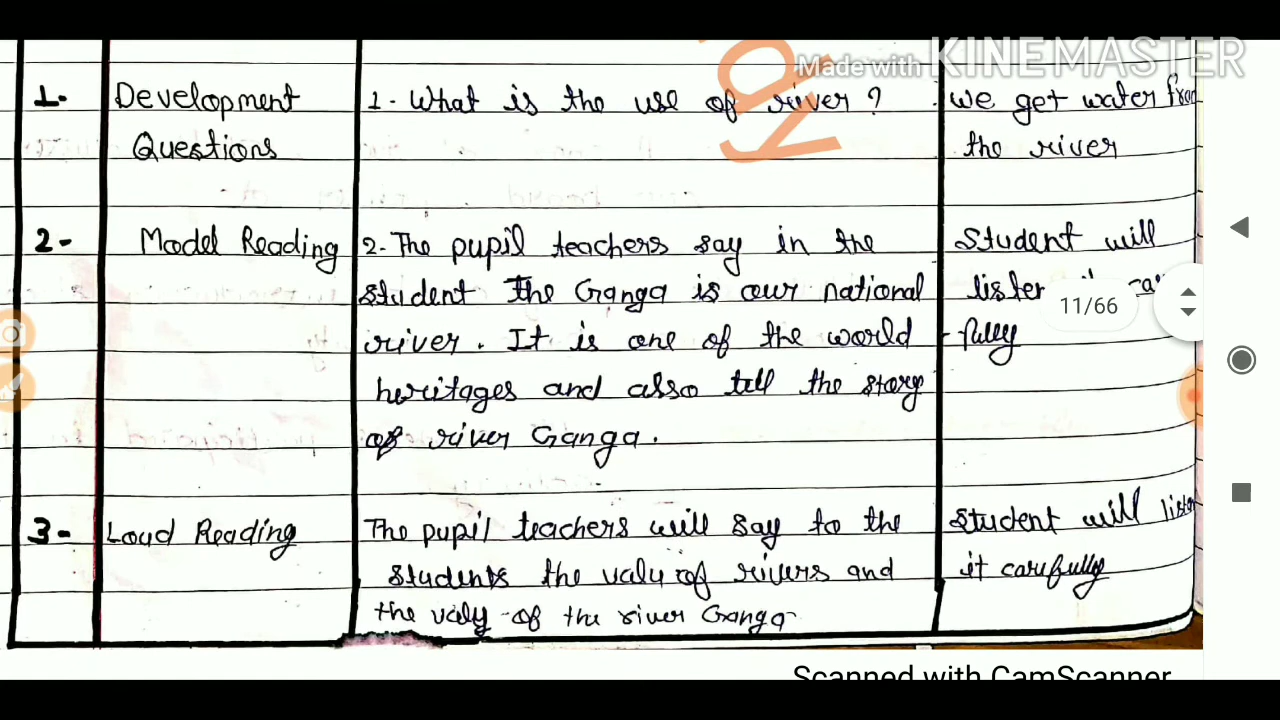 Made with KINEMASTER
1- Development 1- What is the use of river? We get water from
Questions the river
2- Model Reading 2- The pupil teachers say in the Student will
student The Ganga is our national
river. It is one of the world fully
heritages and also tell the story
of river Ganga.
11/66
3- Loud Reading The pupil teachers will say to the Student will listen
students the valu of rivers and it carefully
the valy of the river Ganga
Scanned with CamScanner